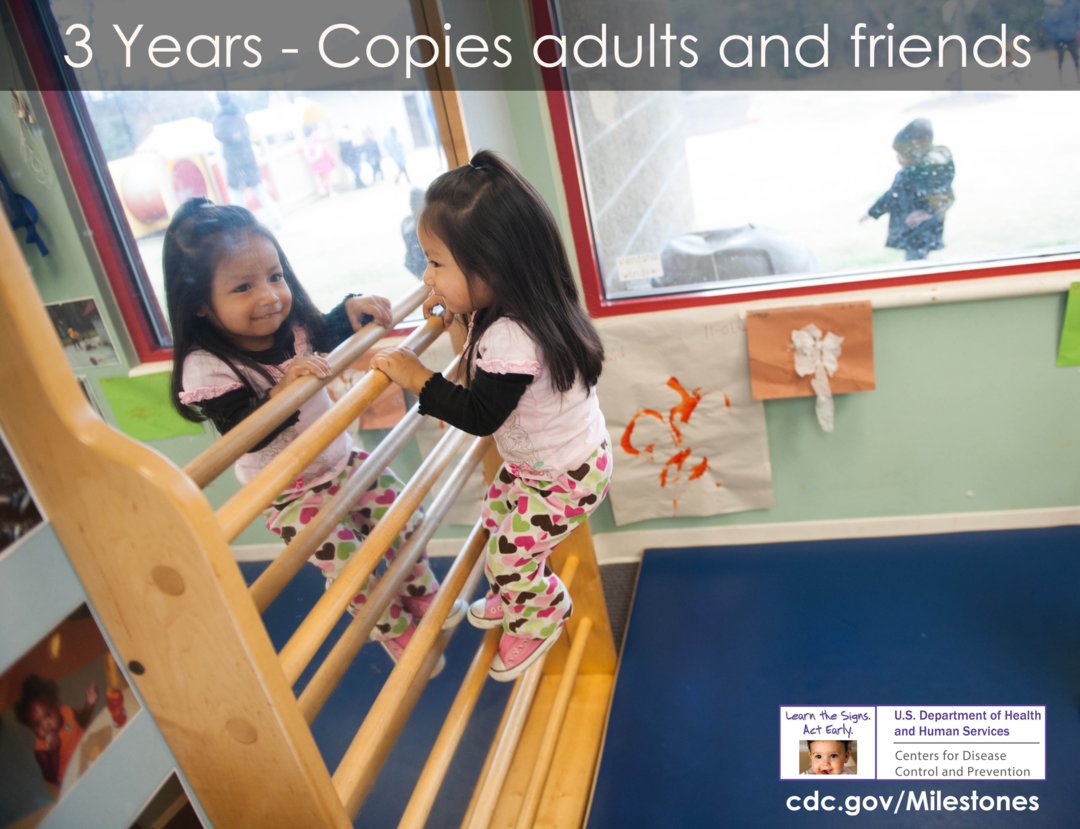 3 Years - Copies adults and friends
Learn the Signs.
Act Early.
U.S. Department of Health
and Human Services
Centers for Disease
Control and Prevention
cdc.gov/Milestones